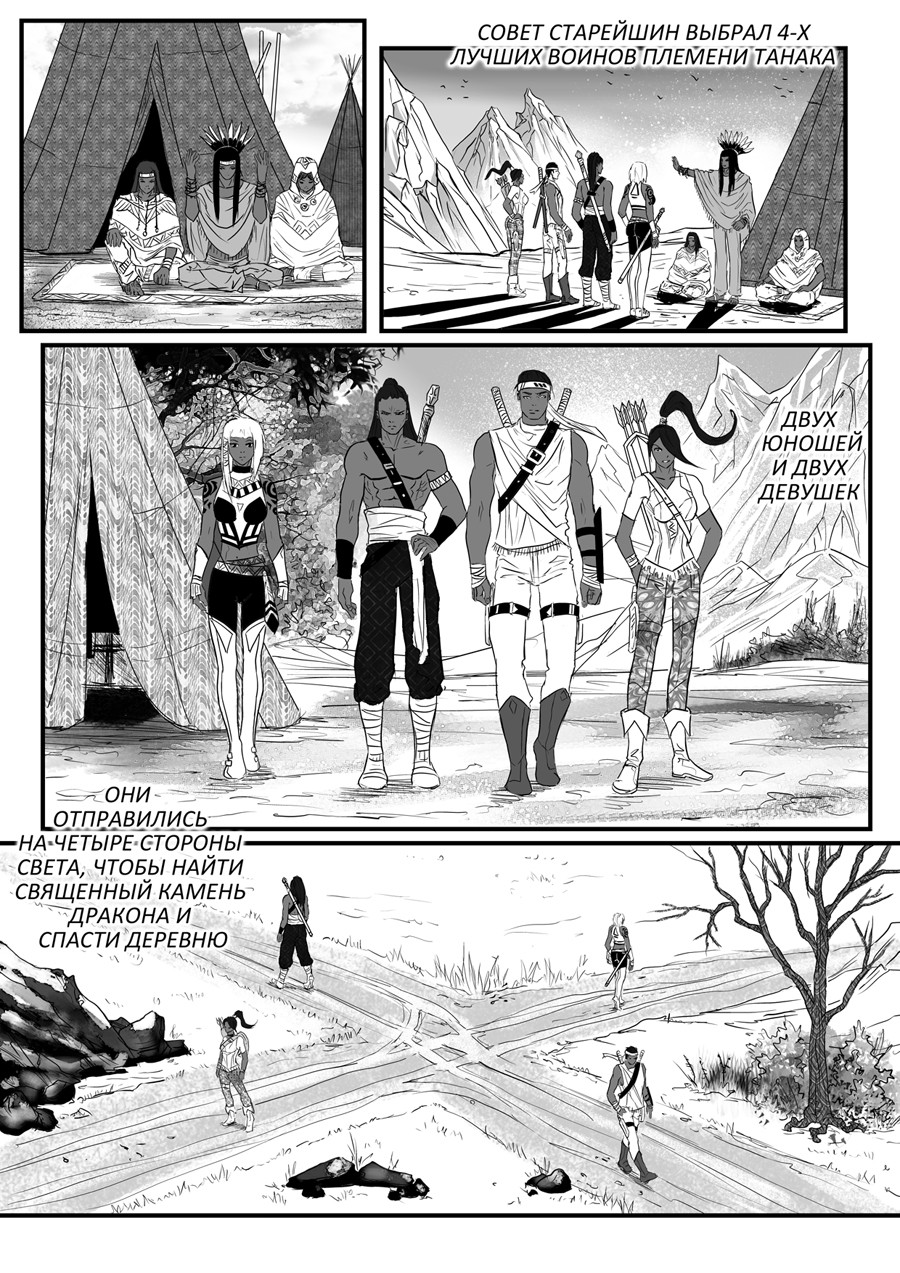 СОВЕТ СТАРЕЙШИН ВЫБРАЛ 4-Х
ЛУЧШИХ ВОИНОВ ПЛЕМЕНИ ТАНАКА
ДВУХ
ЮНОШЕЙ
И ДВУХ
ДЕВУШЕК
ОНИ
ОТПРАВИЛИСЬ
НА ЧЕТЫРЕ СТОРОНЫ
СВЕТА, ЧТОБЫ НАЙТИ
СВЯЩЕННЫЙ КАМЕНЬ
ДРАКОНА И
СПАСТИ ДЕРЕВНЮ